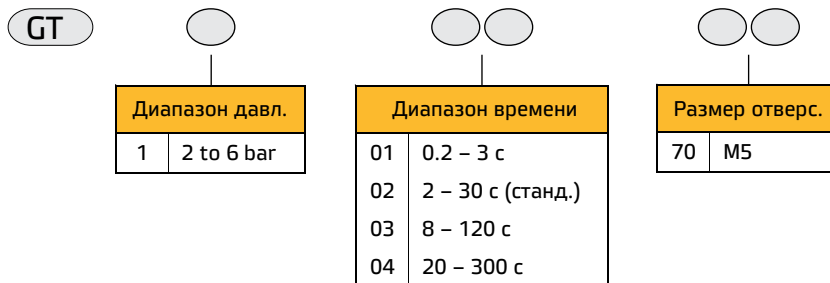 GT
Диапазон давл.
1 2 to 6 bar
Диапазон времени
01 0.2 – 3 с
02 2 – 30 с (станд.)
03 8 – 120 с
04 20 – 300 с
Размер отверс.
70 M5